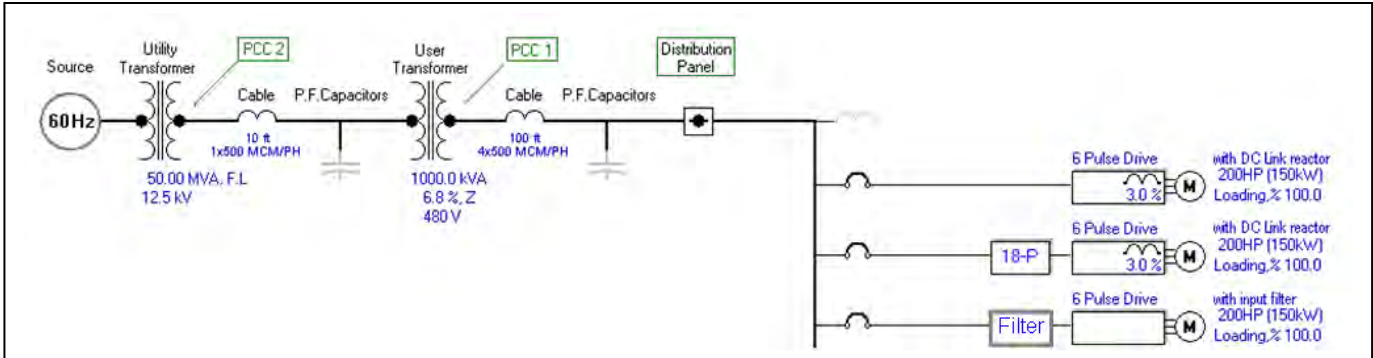 Source
60Hz
Utility
Transformer
50.00 MVA, F.L
12.5 kV
PCC 2
Cable
10 ft
1x500 MCM/PH
P.F.Capacitors
User
Transformer
1000.0 kVA
6.8 %, Z
480 V
PCC 1
Cable
100 ft
4x500 MCM/PH
P.F.Capacitors
Distribution
Panel
6 Pulse Drive
3.0 %
M
with DC Link reactor
200HP (150kW)
Loading,% 100.0
18-P
6 Pulse Drive
3.0 %
M
with DC Link reactor
200HP (150kW)
Loading,% 100.0
Filter
6 Pulse Drive
M
with input filter
200HP (150kW)
Loading,% 100.0